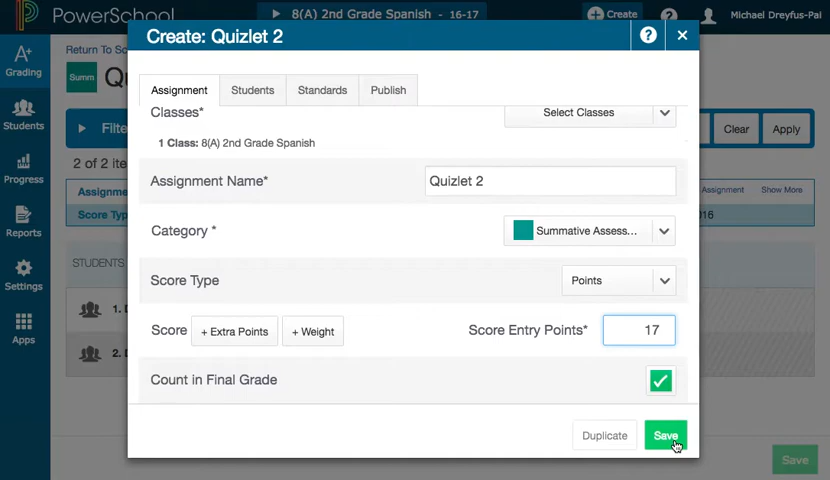 PowerSchool
8(A) 2nd Grade Spanish - 16-17
Create
Michael Dreyfus-Pai
Create: Quizlet 2
?
A+
Grading
Return To Sc
Summ
Qu
Assignment
Students
Standards
Publish
Classes*
Select Classes
1 Class: 8(A) 2nd Grade Spanish
Students
Filte
Clear
Apply
2 of 2 ite
Progress
Assignme
Assignment Name*
Quizlet 2
Assignment
Show More
Score Typ
016
Reports
Category *
Summative Assess...
STUDENTS
Settings
Score Type
Points
1. D
Score
+ Extra Points
+ Weight
Score Entry Points*
17
Apps
2. D
Count in Final Grade
Duplicate
Save
Save